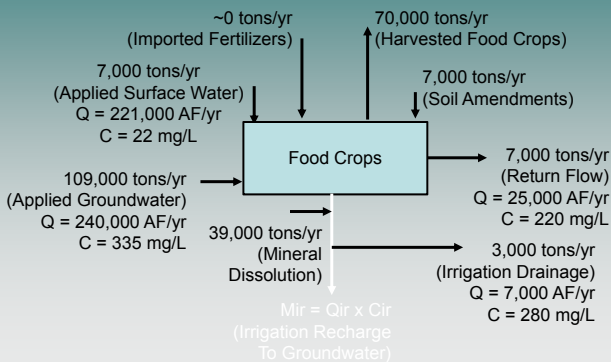 ~0 tons/yr
(Imported Fertilizers)
70,000 tons/yr
(Harvested Food Crops)
7,000 tons/yr
(Applied Surface Water)
Q = 221,000 AF/yr
C = 22 mg/L
7,000 tons/yr
(Soil Amendments)
Food Crops
109,000 tons/yr
(Applied Groundwater)
Q = 240,000 AF/yr
C = 335 mg/L
7,000 tons/yr
(Return Flow)
Q = 25,000 AF/yr
C = 220 mg/L
39,000 tons/yr
(Mineral
Dissolution)
3,000 tons/yr
(Irrigation Drainage)
Q = 7,000 AF/yr
C = 280 mg/L
Mir = Qir x Cir
(Irrigation Recharge
To Groundwater)